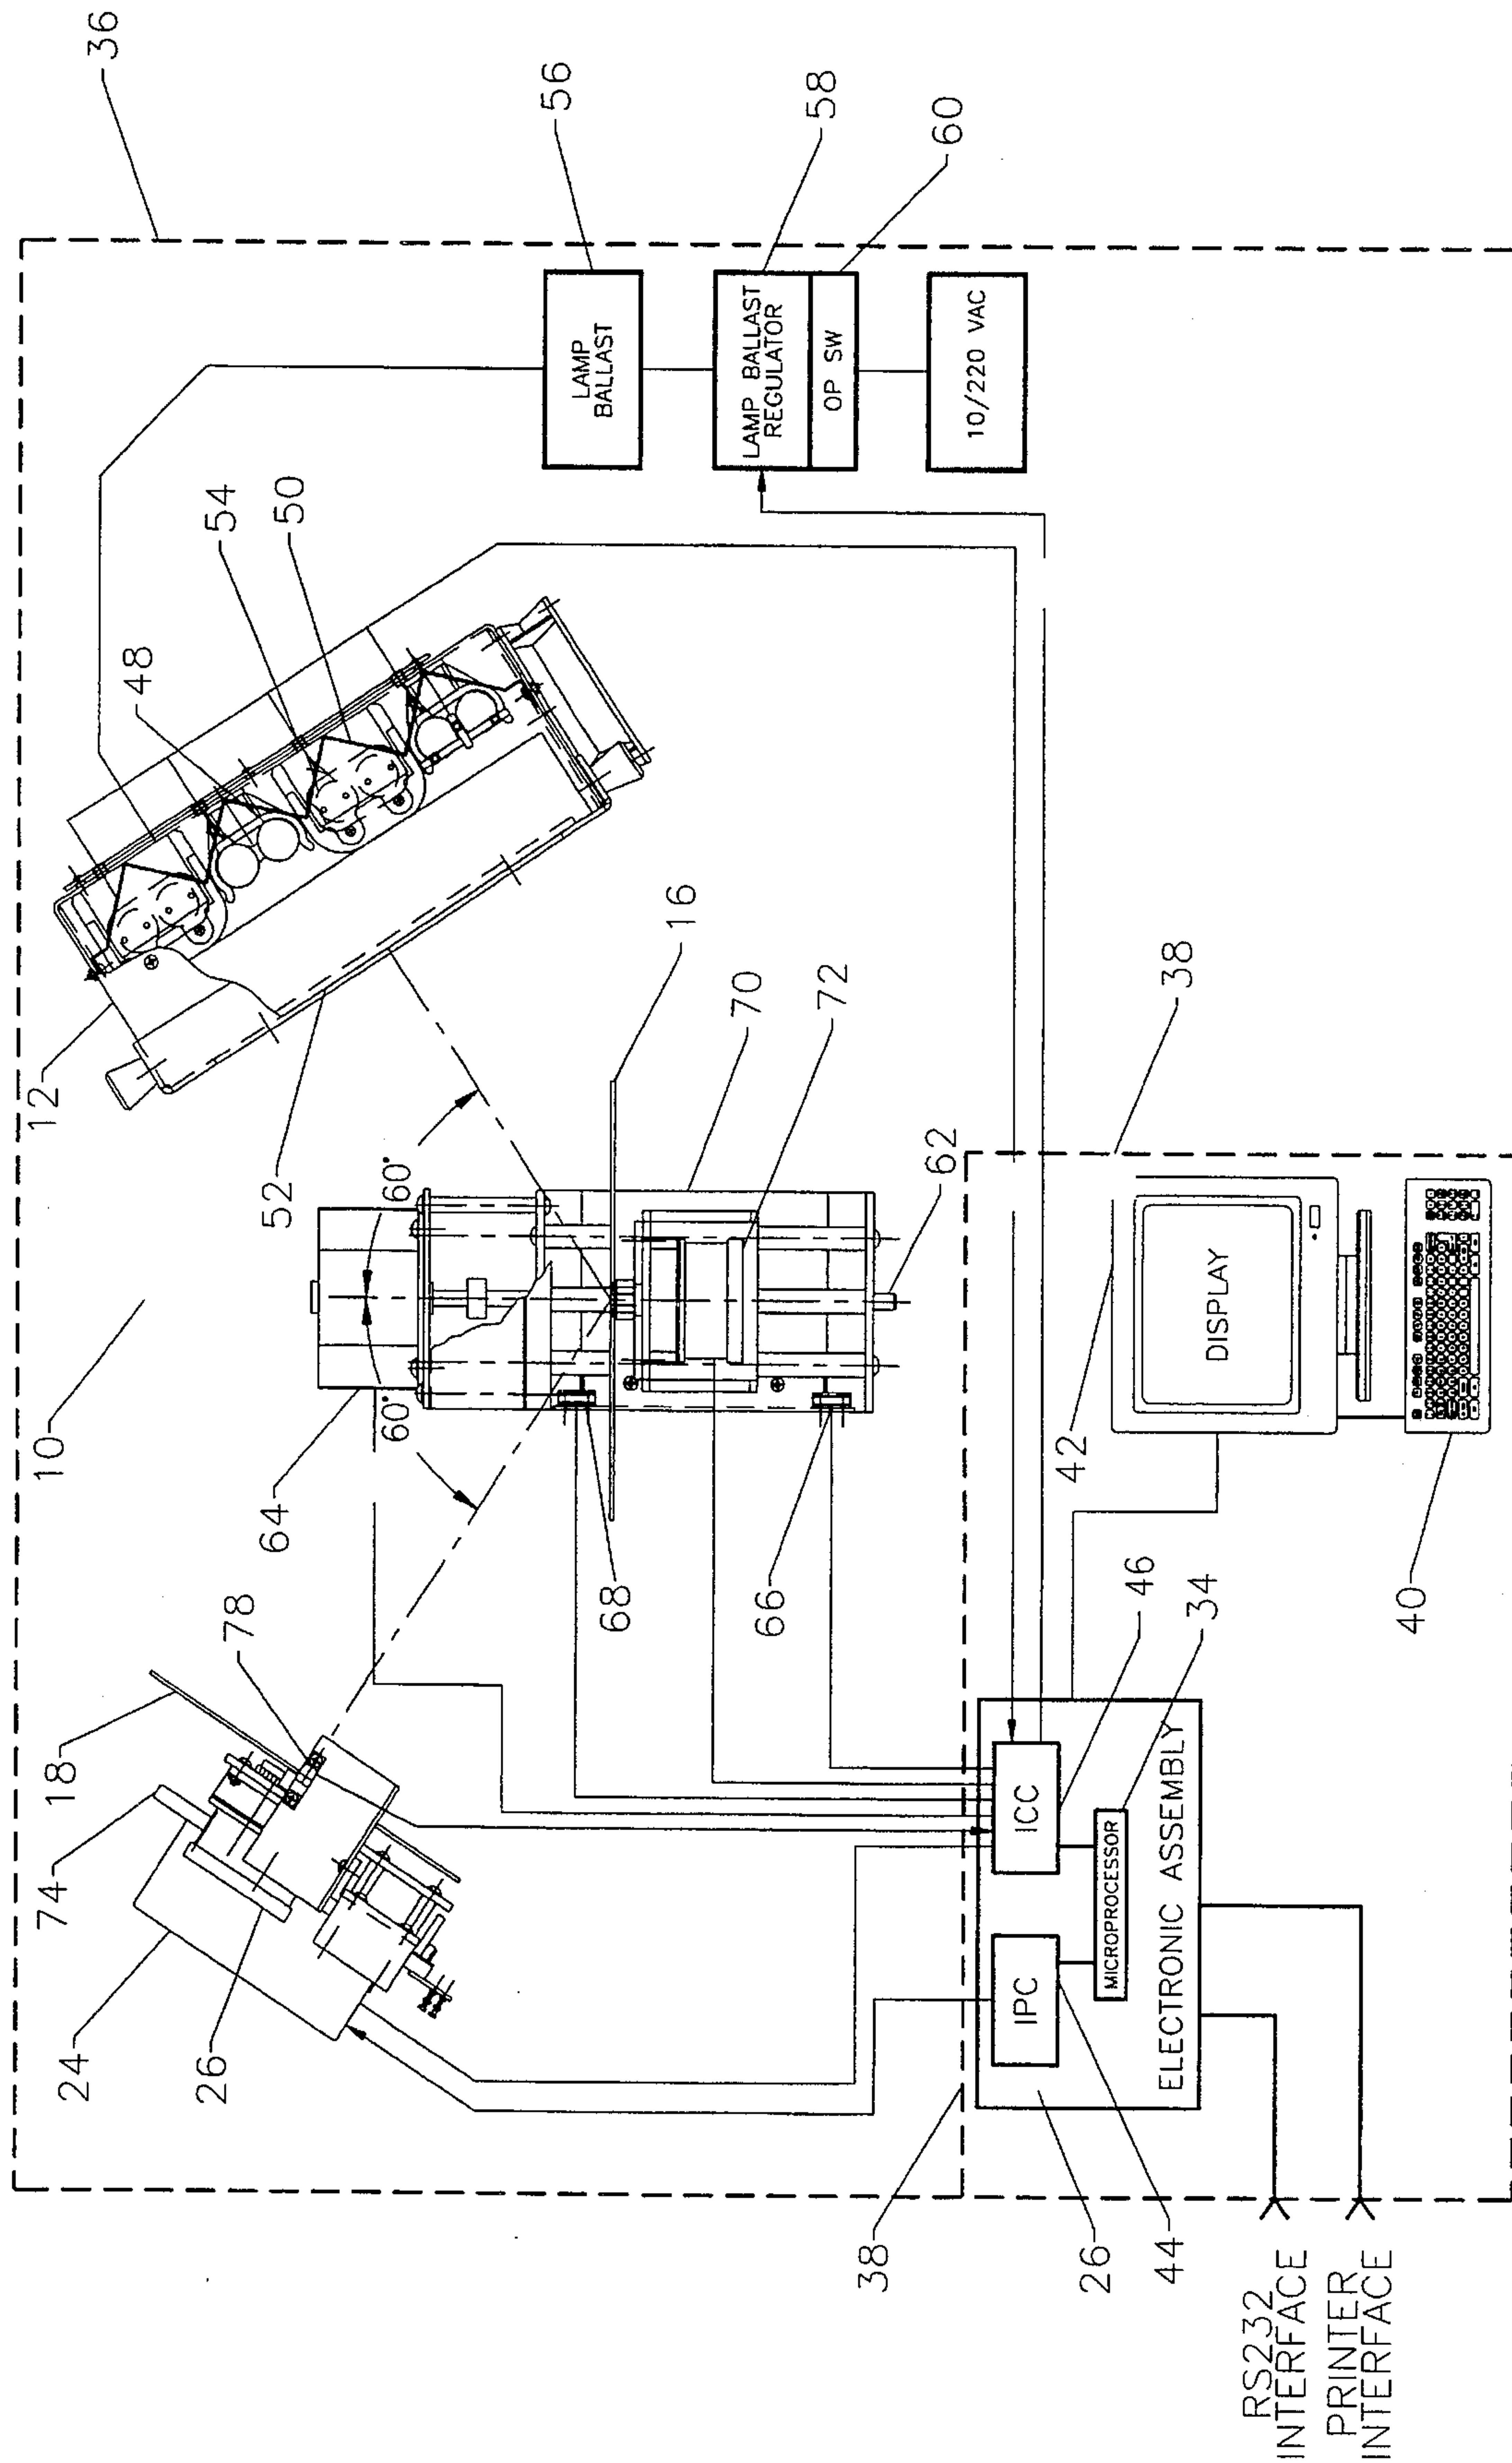 36
56
LAMP
BALLAST
58
LAMP BALLAST
REGULATOR
60
OP SW
10/220 VAC
54
50
48
12
52
16
60°
60°
70
72
62
10
64
68
66
38
42
DISPLAY
40
78
18
74
24
26
46
34
ICC
MICROPROCESSOR
IPC
ELECTRONIC ASSEMBLY
38
26
44
RS232
INTERFACE
PRINTER
INTERFACE